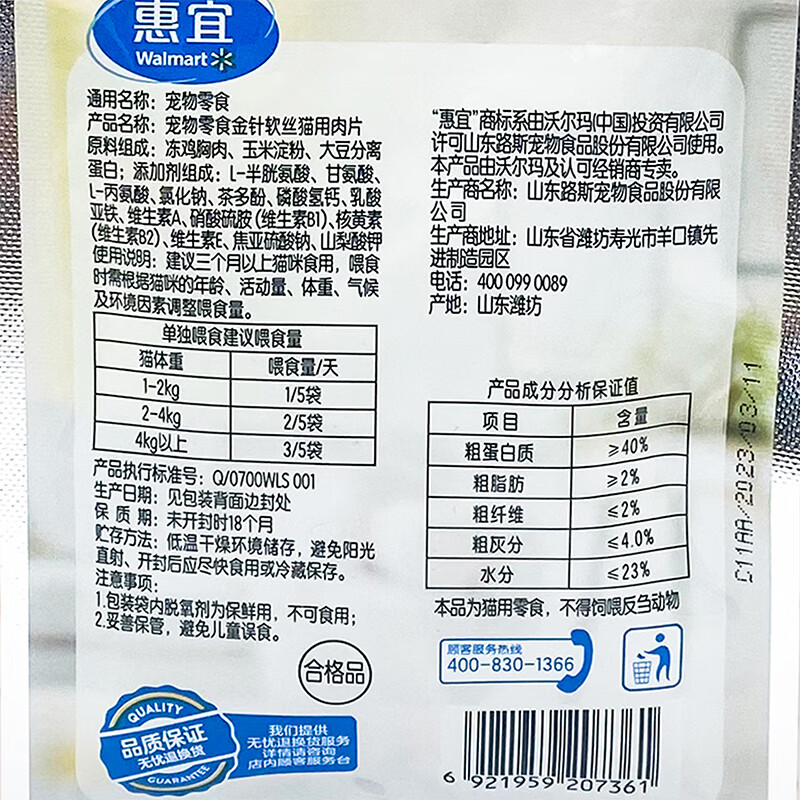 惠宜
Walmart
通用名称：宠物零食
产品名称：宠物零食金针软丝猫用肉片
原料组成：冻鸡胸肉、玉米淀粉、大豆分离
蛋白；添加剂组成：L-半胱氨酸、甘氨酸、
L-丙氨酸、氯化钠、茶多酚、磷酸氢钙、乳酸
亚铁、维生素A、硝酸硫胺(维生素B1)、核黄素
(维生素B2)、维生素E、焦亚硫酸钠、山梨酸钾
使用说明：建议三个月以上猫咪食用，喂食
时需根据猫咪的年龄、活动量、体重、气候
及环境因素调整喂食量。
单独喂食建议喂食量
猫体重 喂食量/天
1-2kg 1/5袋
2-4kg 2/5袋
4kg以上 3/5袋
产品执行标准号：Q/0700WLS 001
生产日期：见包装背面边封处
保质期：未开封时18个月
贮存方法：低温干燥环境储存，避免阳光
直射、开封后应尽快食用或冷藏保存。
注意事项：
1.包装袋内脱氧剂为保鲜用，不可食用；
2.妥善保管，避免儿童误食。
合格品
QUALITY
品质保证
无忧退换货
GUARANTEE
我们提供
无忧退换货服务
详情请咨询
店内顾客服务台
“惠宜”商标系由沃尔玛(中国)投资有限公司
许可山东路斯宠物食品股份有限公司使用。
本产品由沃尔玛及认可经销商专卖。
生产商名称：山东路斯宠物食品股份有限
公司
生产商地址：山东省潍坊寿光市羊口镇先
进制造园区
电话：400 099 0089
产地：山东潍坊
产品成分分析保证值
项目 含量
粗蛋白质 ≥40%
粗脂肪 ≥2%
粗纤维 ≤2%
粗灰分 ≤4.0%
水分 ≤23%
本品为猫用零食，不得饲喂反刍动物
顾客服务热线
400-830-1366
6 921959 207361
C11AA/2023/03/11